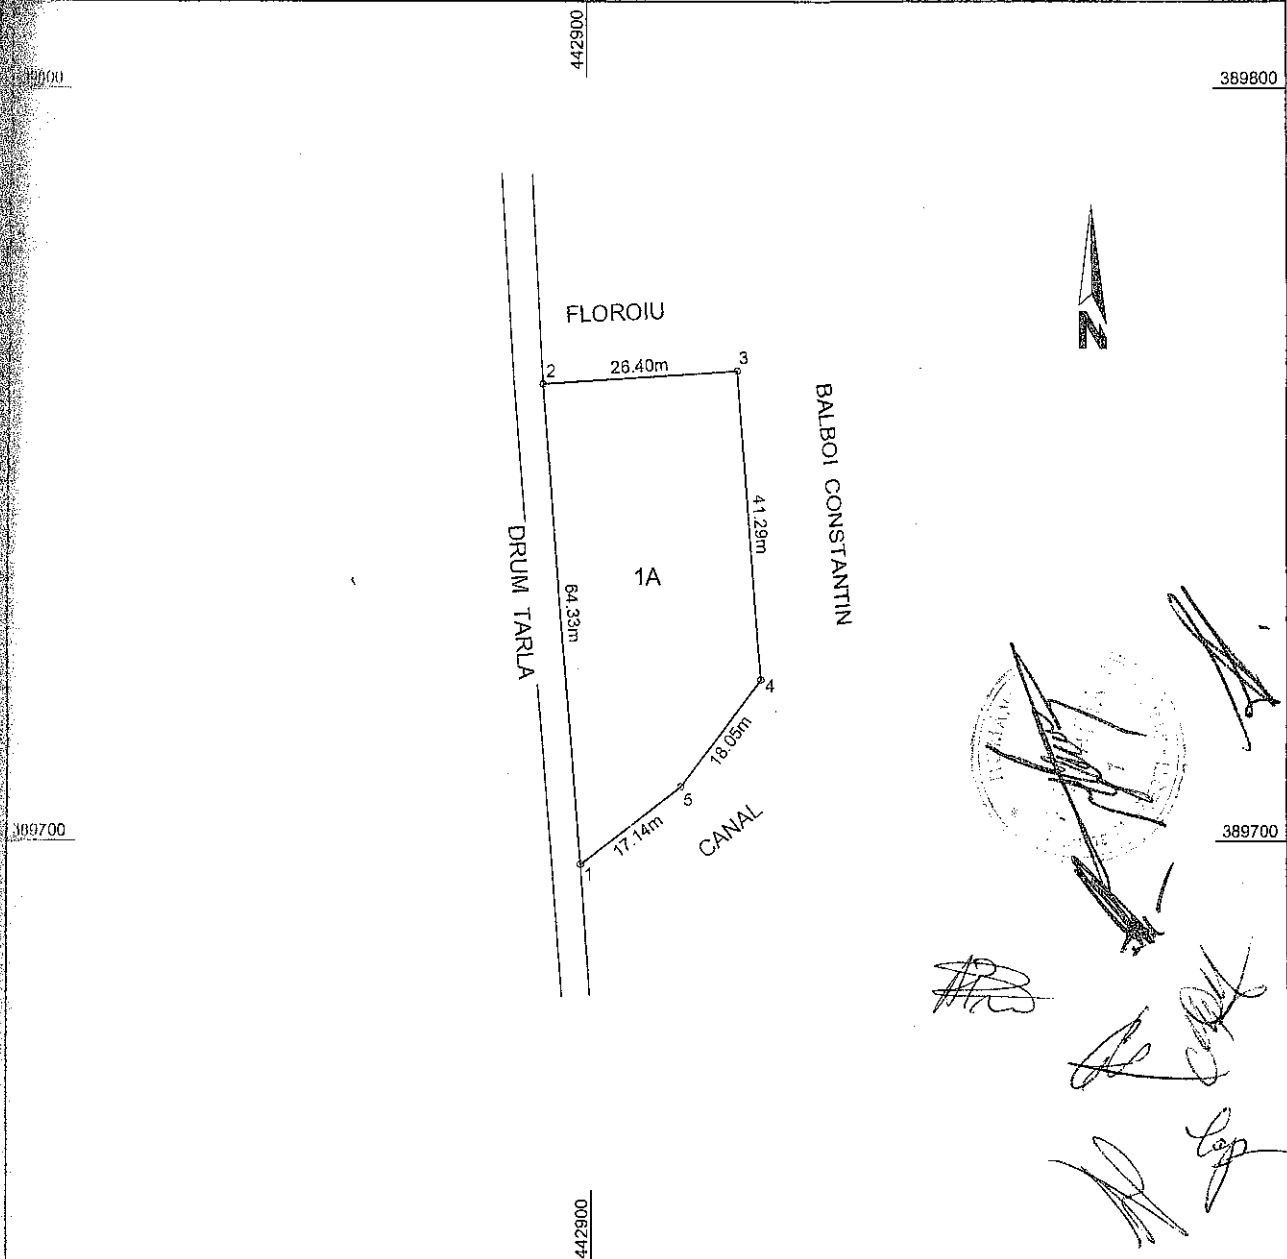 442900
389800
N
FLOROIU
2
26.40m
3
BALBOI CONSTANTIN
41.29m
DRUM TARLA
64.33m
1A
4
18.05m
5
17.14m
CANAL
1
389700
389700
442900